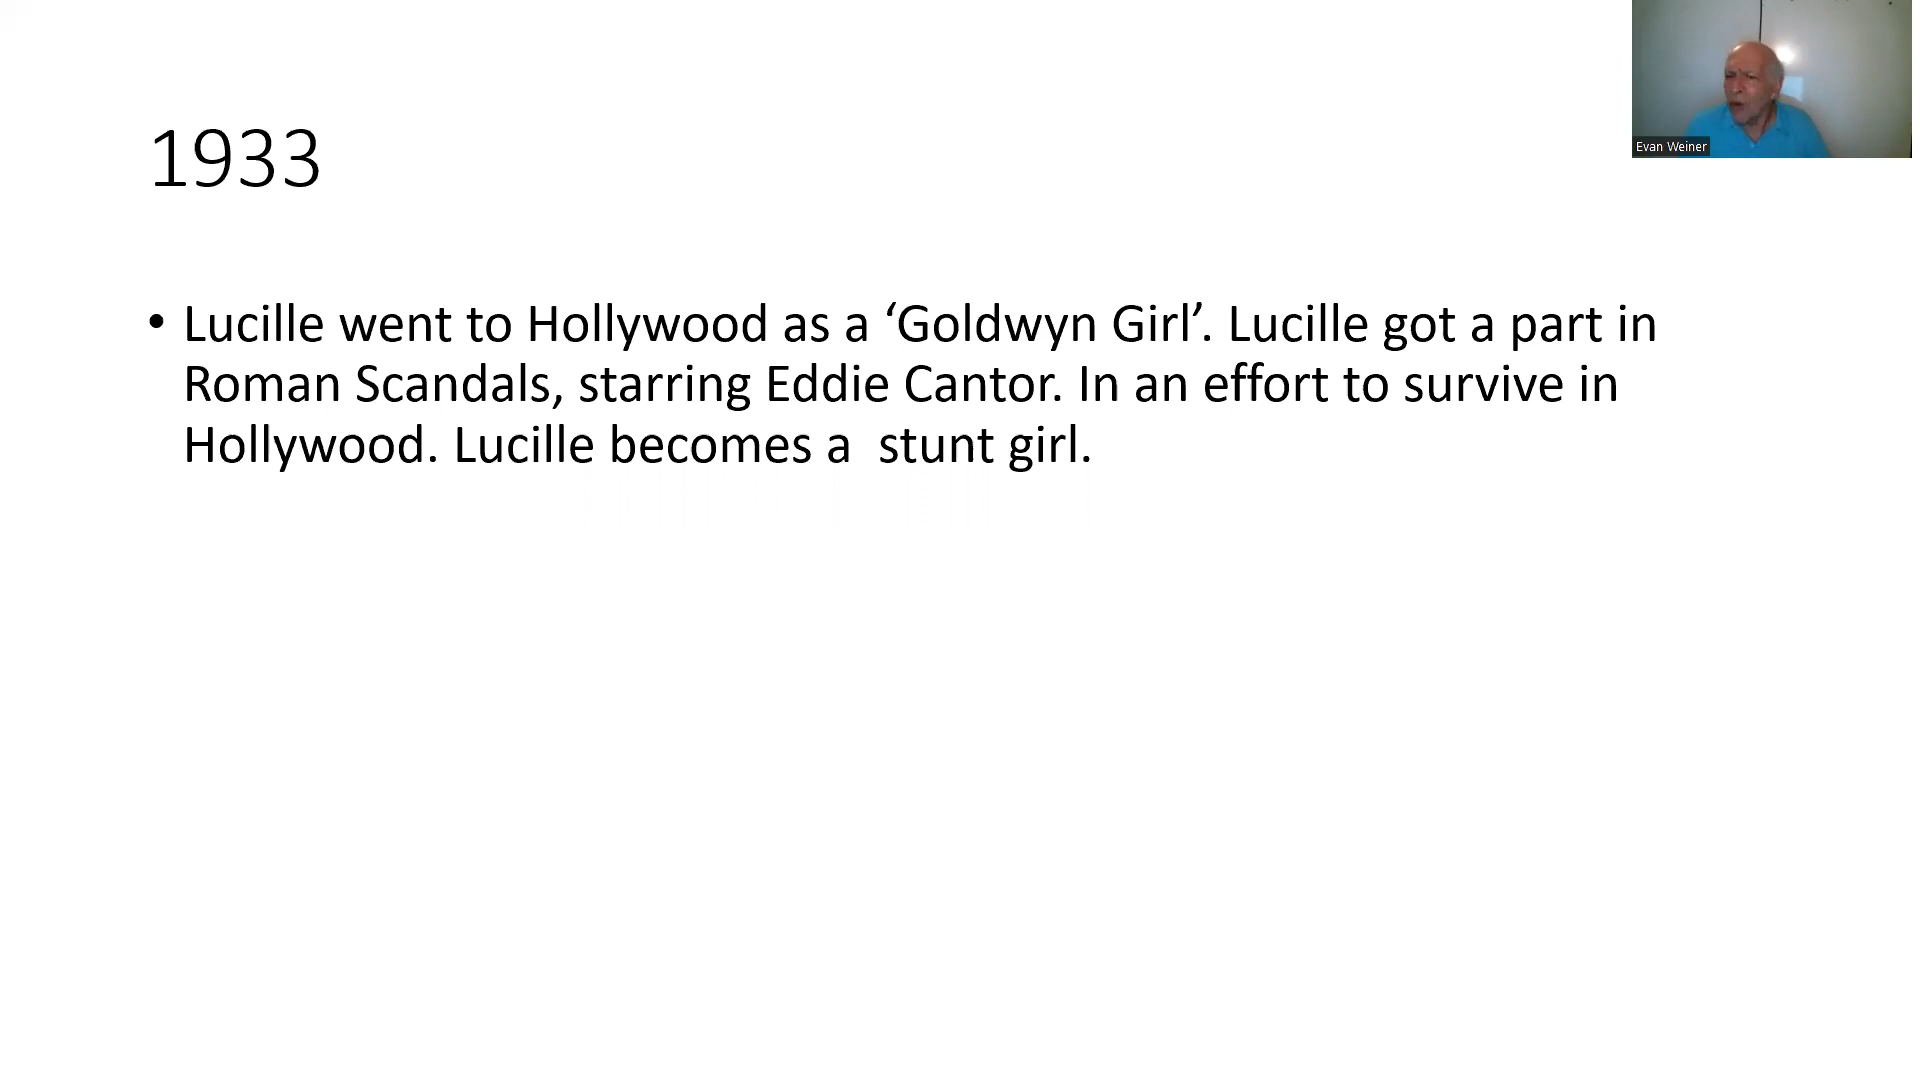 1933
• Lucille went to Hollywood as a ‘Goldwyn Girl’. Lucille got a part in
Roman Scandals, starring Eddie Cantor. In an effort to survive in
Hollywood. Lucille becomes a  stunt girl.
Evan Weiner